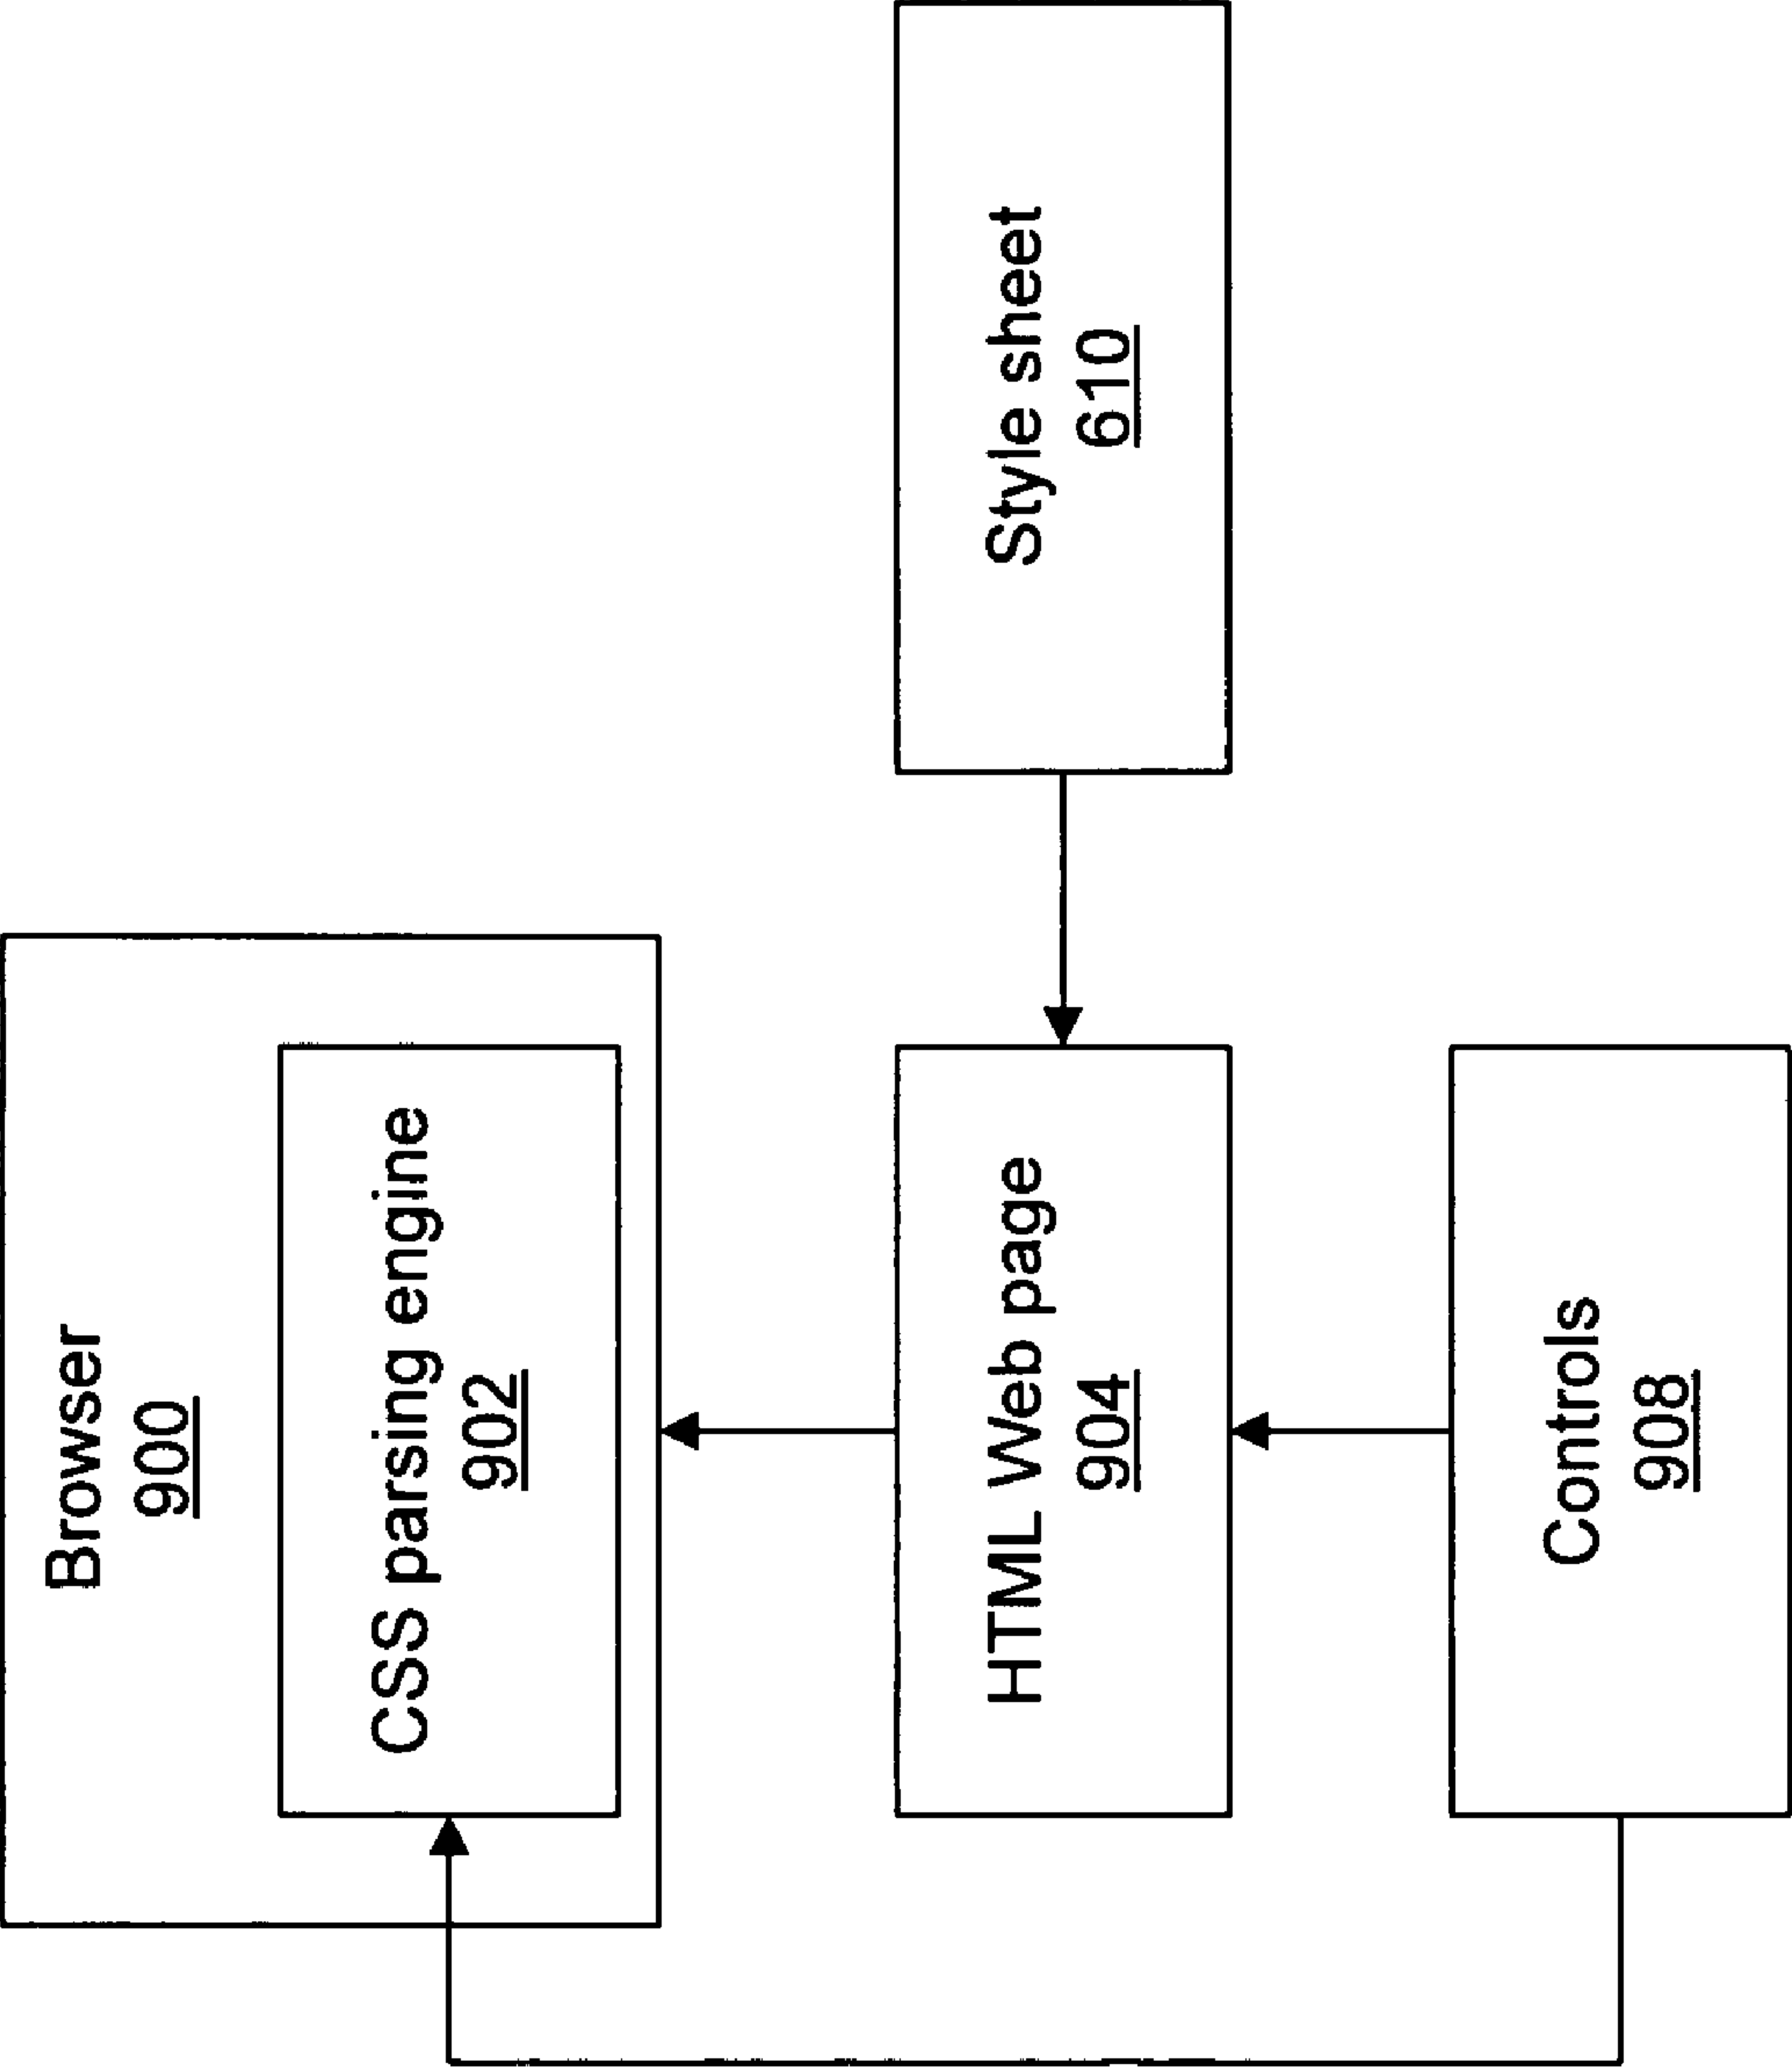 Browser
900
CSS parsing engine
902
HTML Web page
904
Style sheet
610
Controls
908